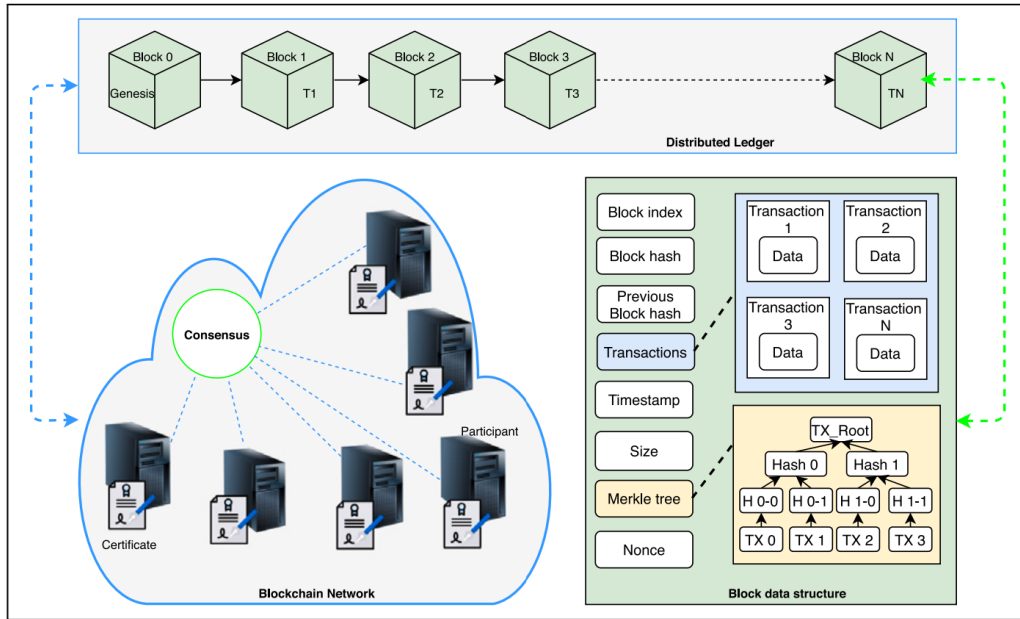 Block 0
Genesis
Block 1
T1
Block 2
T2
Block 3
T3
Block N
TN
Distributed Ledger
Consensus
Participant
Certificate
Blockchain Network
Block index
Block hash
Previous
Block hash
Transactions
Timestamp
Size
Merkle tree
Nonce
Transaction
1
Data
Transaction
2
Data
Transaction
3
Data
Transaction
N
Data
TX_Root
Hash 0
Hash 1
H 0-0
H 0-1
H 1-0
H 1-1
TX 0
TX 1
TX 2
TX 3
Block data structure